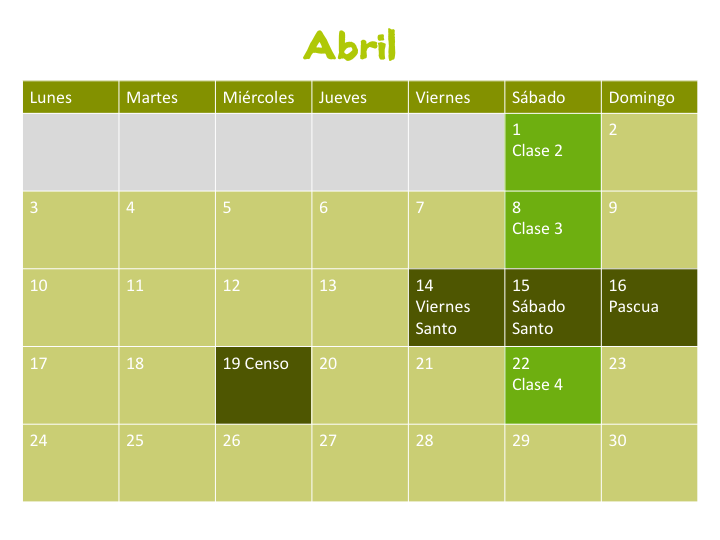 Abril
Lunes Martes Miércoles Jueves Viernes Sábado Domingo
1 2
Clase 2
3 4 5 6 7 8 9
Clase 3
10 11 12 13 14 15 16
Viernes Sábado Pascua
Santo Santo
17 18 19 Censo 20 21 22 23
Clase 4
24 25 26 27 28 29 30